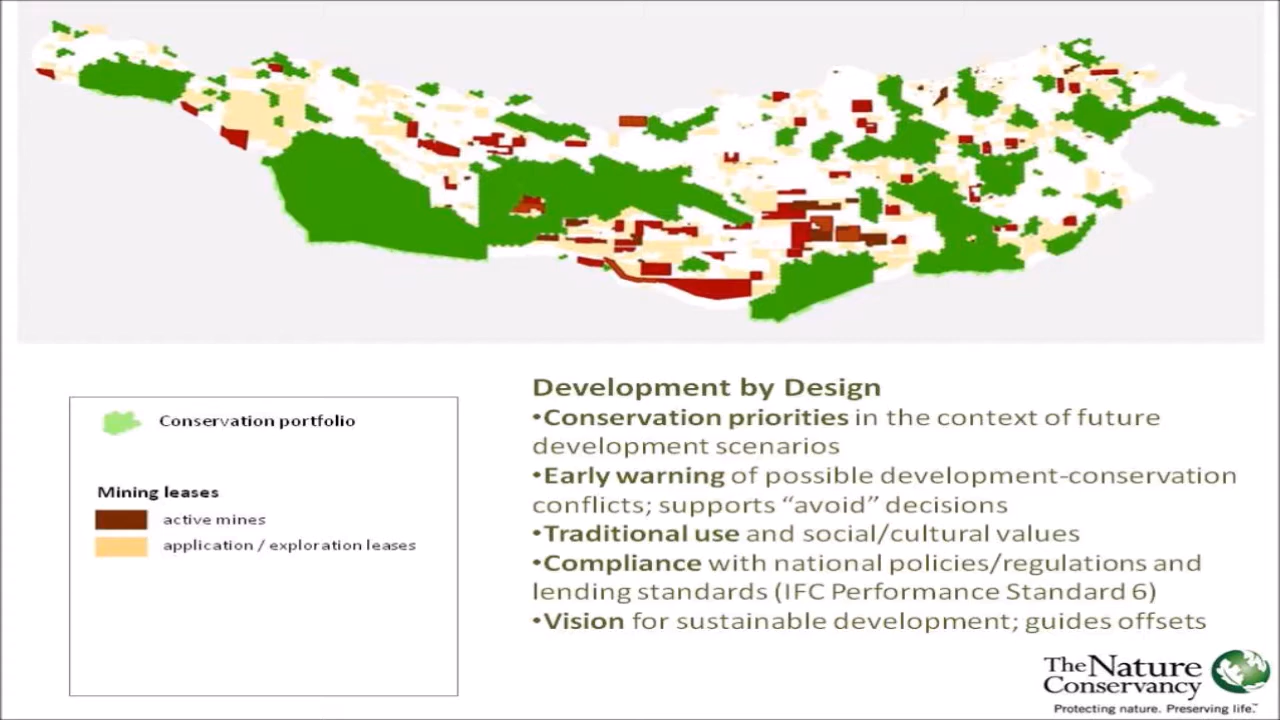 Conservation portfolio
Mining leases
active mines
application / exploration leases
Development by Design
•Conservation priorities in the context of future
development scenarios
•Early warning of possible development-conservation
conflicts; supports “avoid” decisions
•Traditional use and social/cultural values
•Compliance with national policies/regulations and
lending standards (IFC Performance Standard 6)
•Vision for sustainable development; guides offsets
The Nature
Conservancy
Protecting nature. Preserving life.™